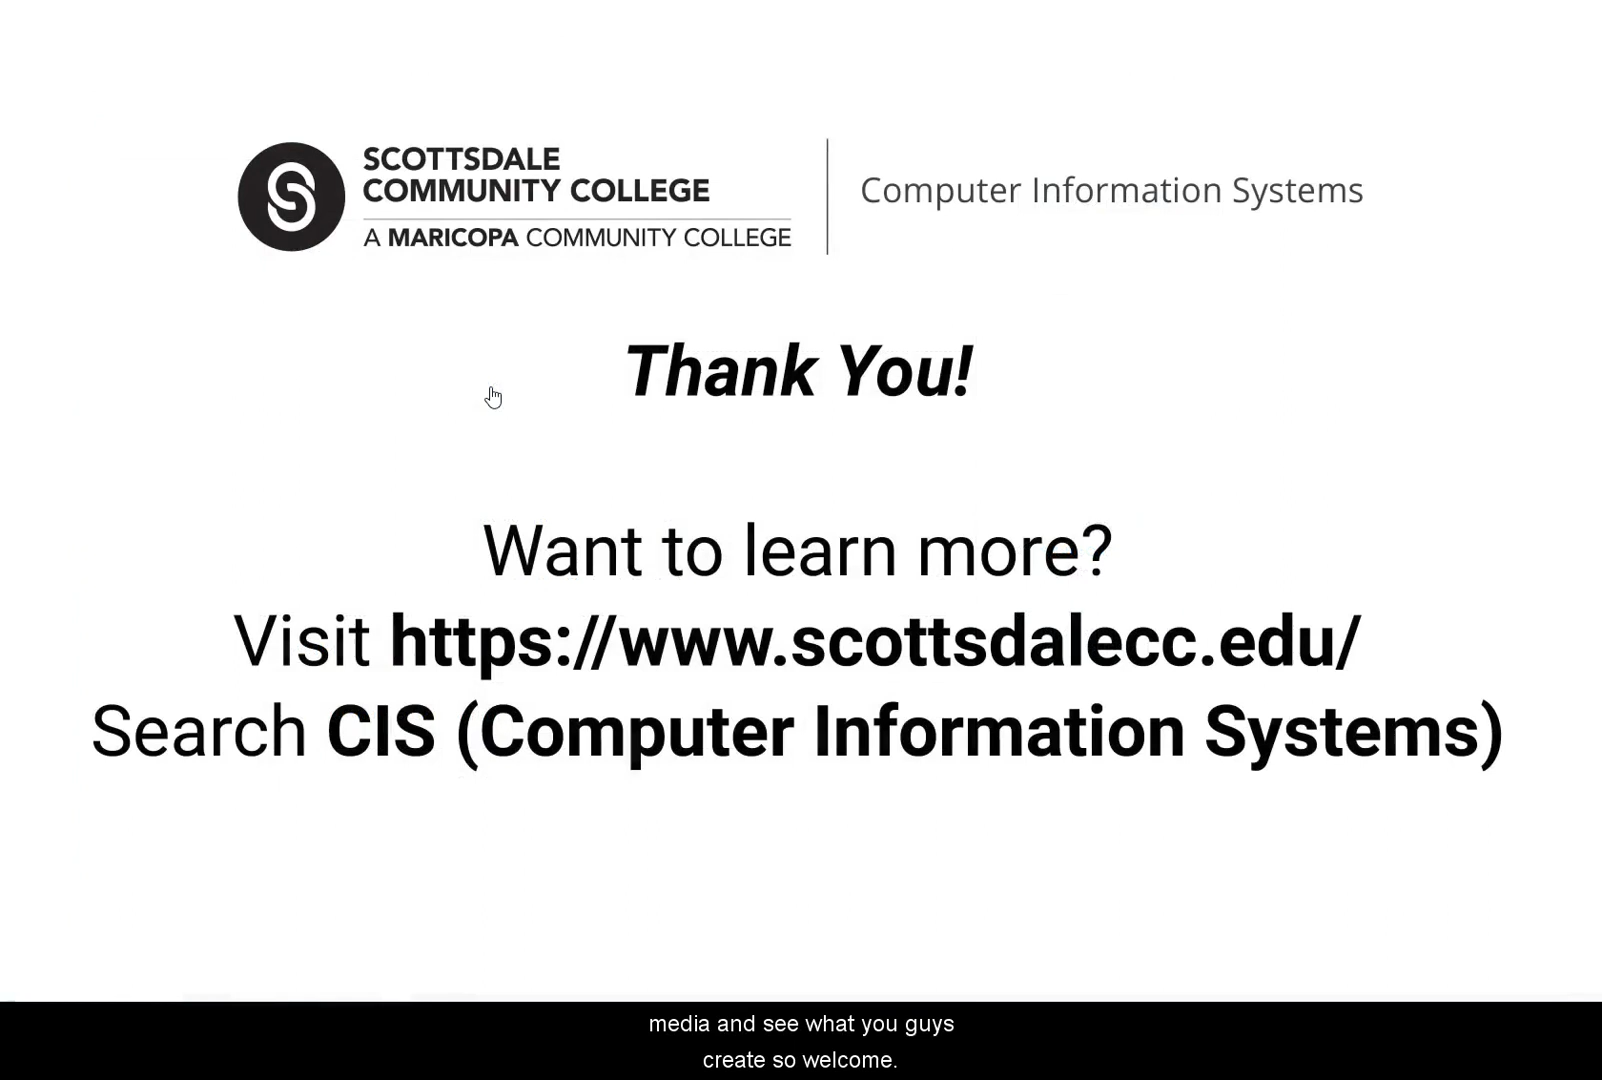 SCOTTSDALE
COMMUNITY COLLEGE
A MARICOPA COMMUNITY COLLEGE
Computer Information Systems
Thank You!
Want to learn more?
Visit https://www.scottsdalecc.edu/
Search CIS (Computer Information Systems)
media and see what you guys
create so welcome.